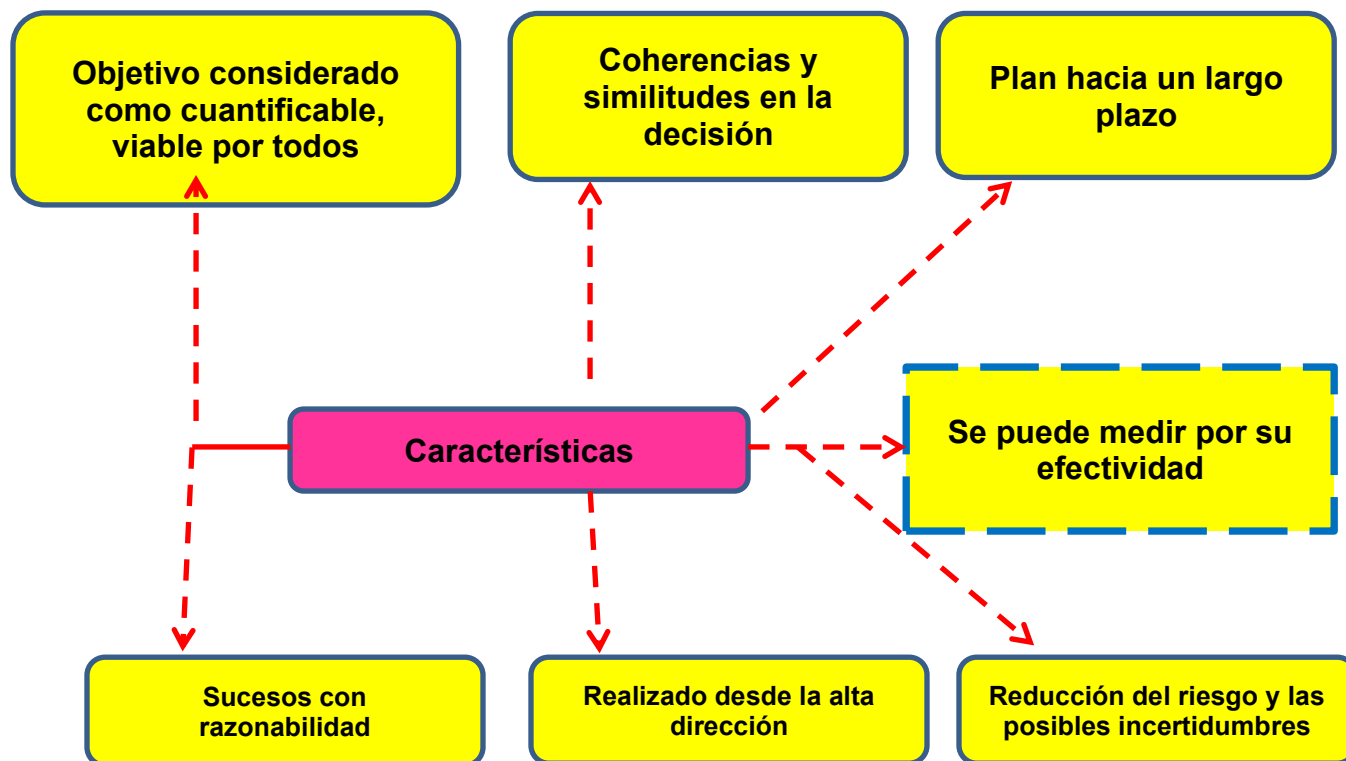 Objetivo considerado
como cuantificable,
viable por todos
Coherencias y
similitudes en la
decisión
Plan hacia un largo
plazo
Características
Se puede medir por su
efectividad
Sucesos con
razonabilidad
Realizado desde la alta
dirección
Reducción del riesgo y las
posibles incertidumbres